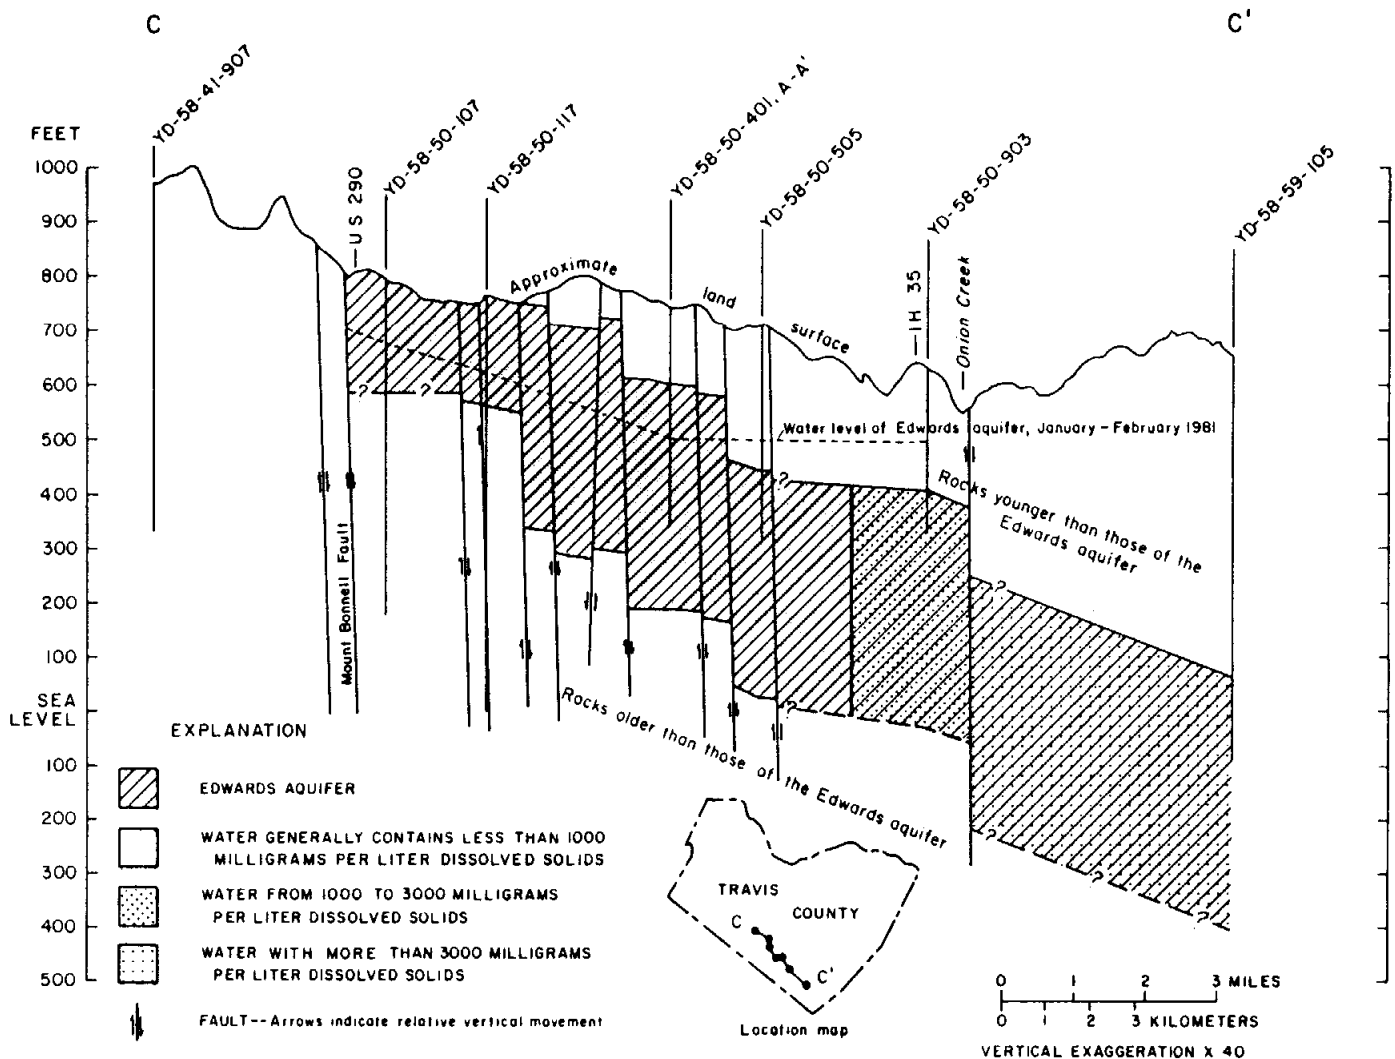 C
C'
YD-58-41-907
YD-58-50-107
YD-58-50-117
YD-58-50-401, A-A'
YD-58-50-505
YD-58-50-903
YD-58-59-105
FEET
1000
900
800
700
600
500
400
300
200
100
SEA
LEVEL
100
200
300
400
500
US 290
Approximate land surface
IH 35
Onion Creek
Water level of Edwards aquifer, January - February 1981
Rocks younger than those of the
Edwards aquifer
Mount Bonnell Fault
Rocks older than those of the Edwards aquifer
?
?
?
?
?
?
?
?
EXPLANATION
EDWARDS AQUIFER
WATER GENERALLY CONTAINS LESS THAN 1000
MILLIGRAMS PER LITER DISSOLVED SOLIDS
WATER FROM 1000 TO 3000 MILLIGRAMS
PER LITER DISSOLVED SOLIDS
WATER WITH MORE THAN 3000 MILLIGRAMS
PER LITER DISSOLVED SOLIDS
FAULT--Arrows indicate relative vertical movement
TRAVIS
COUNTY
C
C'
Location map
0 1 2 3 MILES
0 1 2 3 KILOMETERS
VERTICAL EXAGGERATION X 40